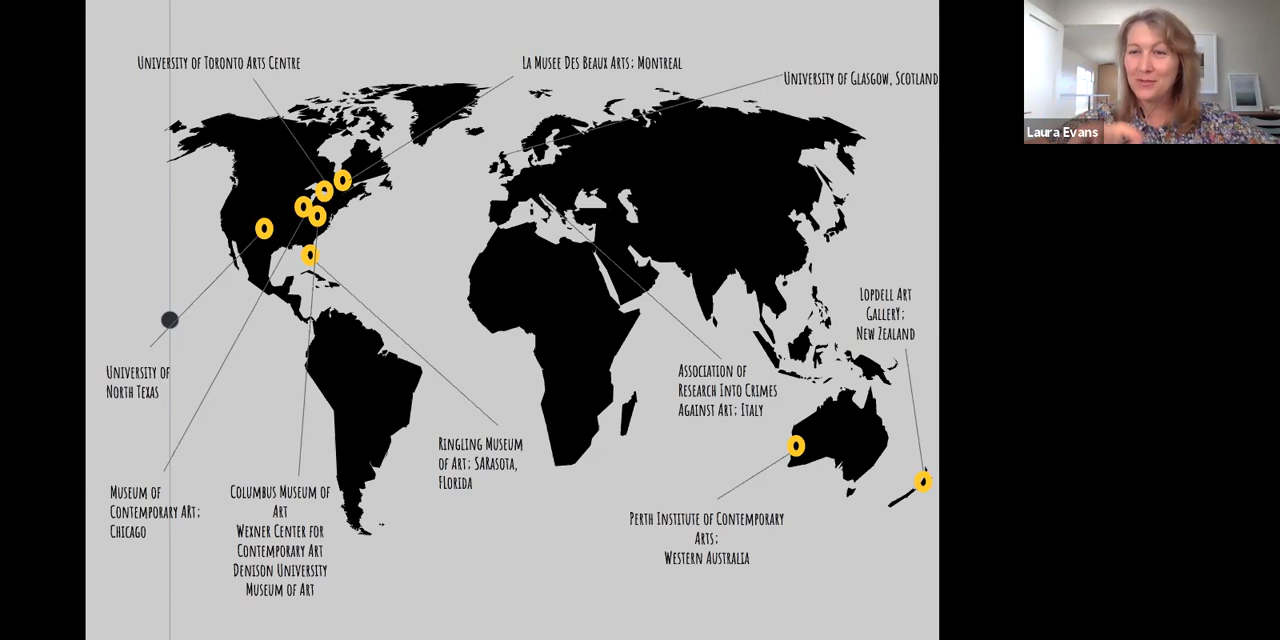 University of Toronto Arts Centre
La Musee Des Beaux Arts; Montreal
University of Glasgow, Scotland
Laura Evans
Lopdell Art
Gallery;
New Zealand
University of
North Texas
Association of
Research Into Crimes
Against Art; Italy
Ringling Museum
of Art; SARasota,
Florida
Museum of
Contemporary Art;
Chicago
Columbus Museum of
Art
Wexner Center for
Contemporary Art
Denison University
Museum of Art
Perth Institute of Contemporary
Arts;
Western Australia